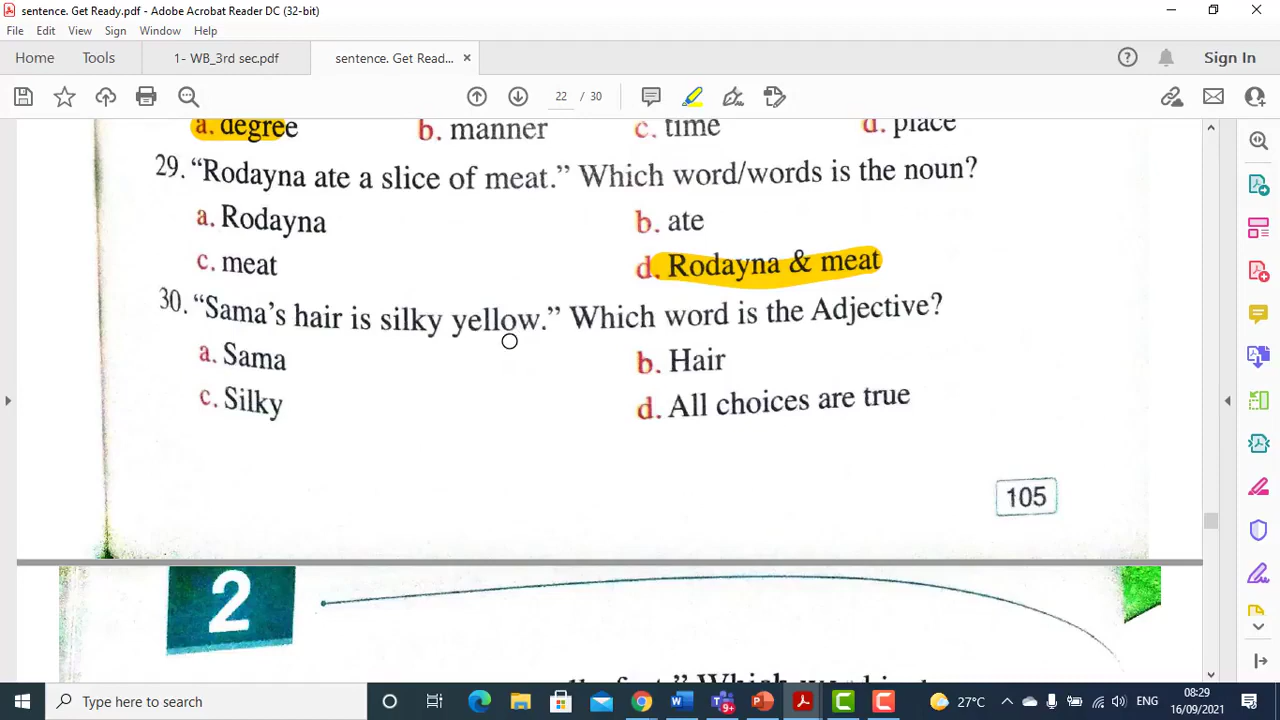 sentence. Get Ready.pdf - Adobe Acrobat Reader DC (32-bit)
File Edit View Sign Window Help
Home Tools 1- WB_3rd sec.pdf sentence. Get Read... × Sign In
22 / 30
a. degree b. manner c. time d. place
29. “Rodayna ate a slice of meat.” Which word/words is the noun?
a. Rodayna b. ate
c. meat d. Rodayna & meat
30. “Sama’s hair is silky yellow.” Which word is the Adjective?
a. Sama b. Hair
c. Silky d. All choices are true
105
2
Type here to search 9+ 27°C ENG 08:29
16/09/2021